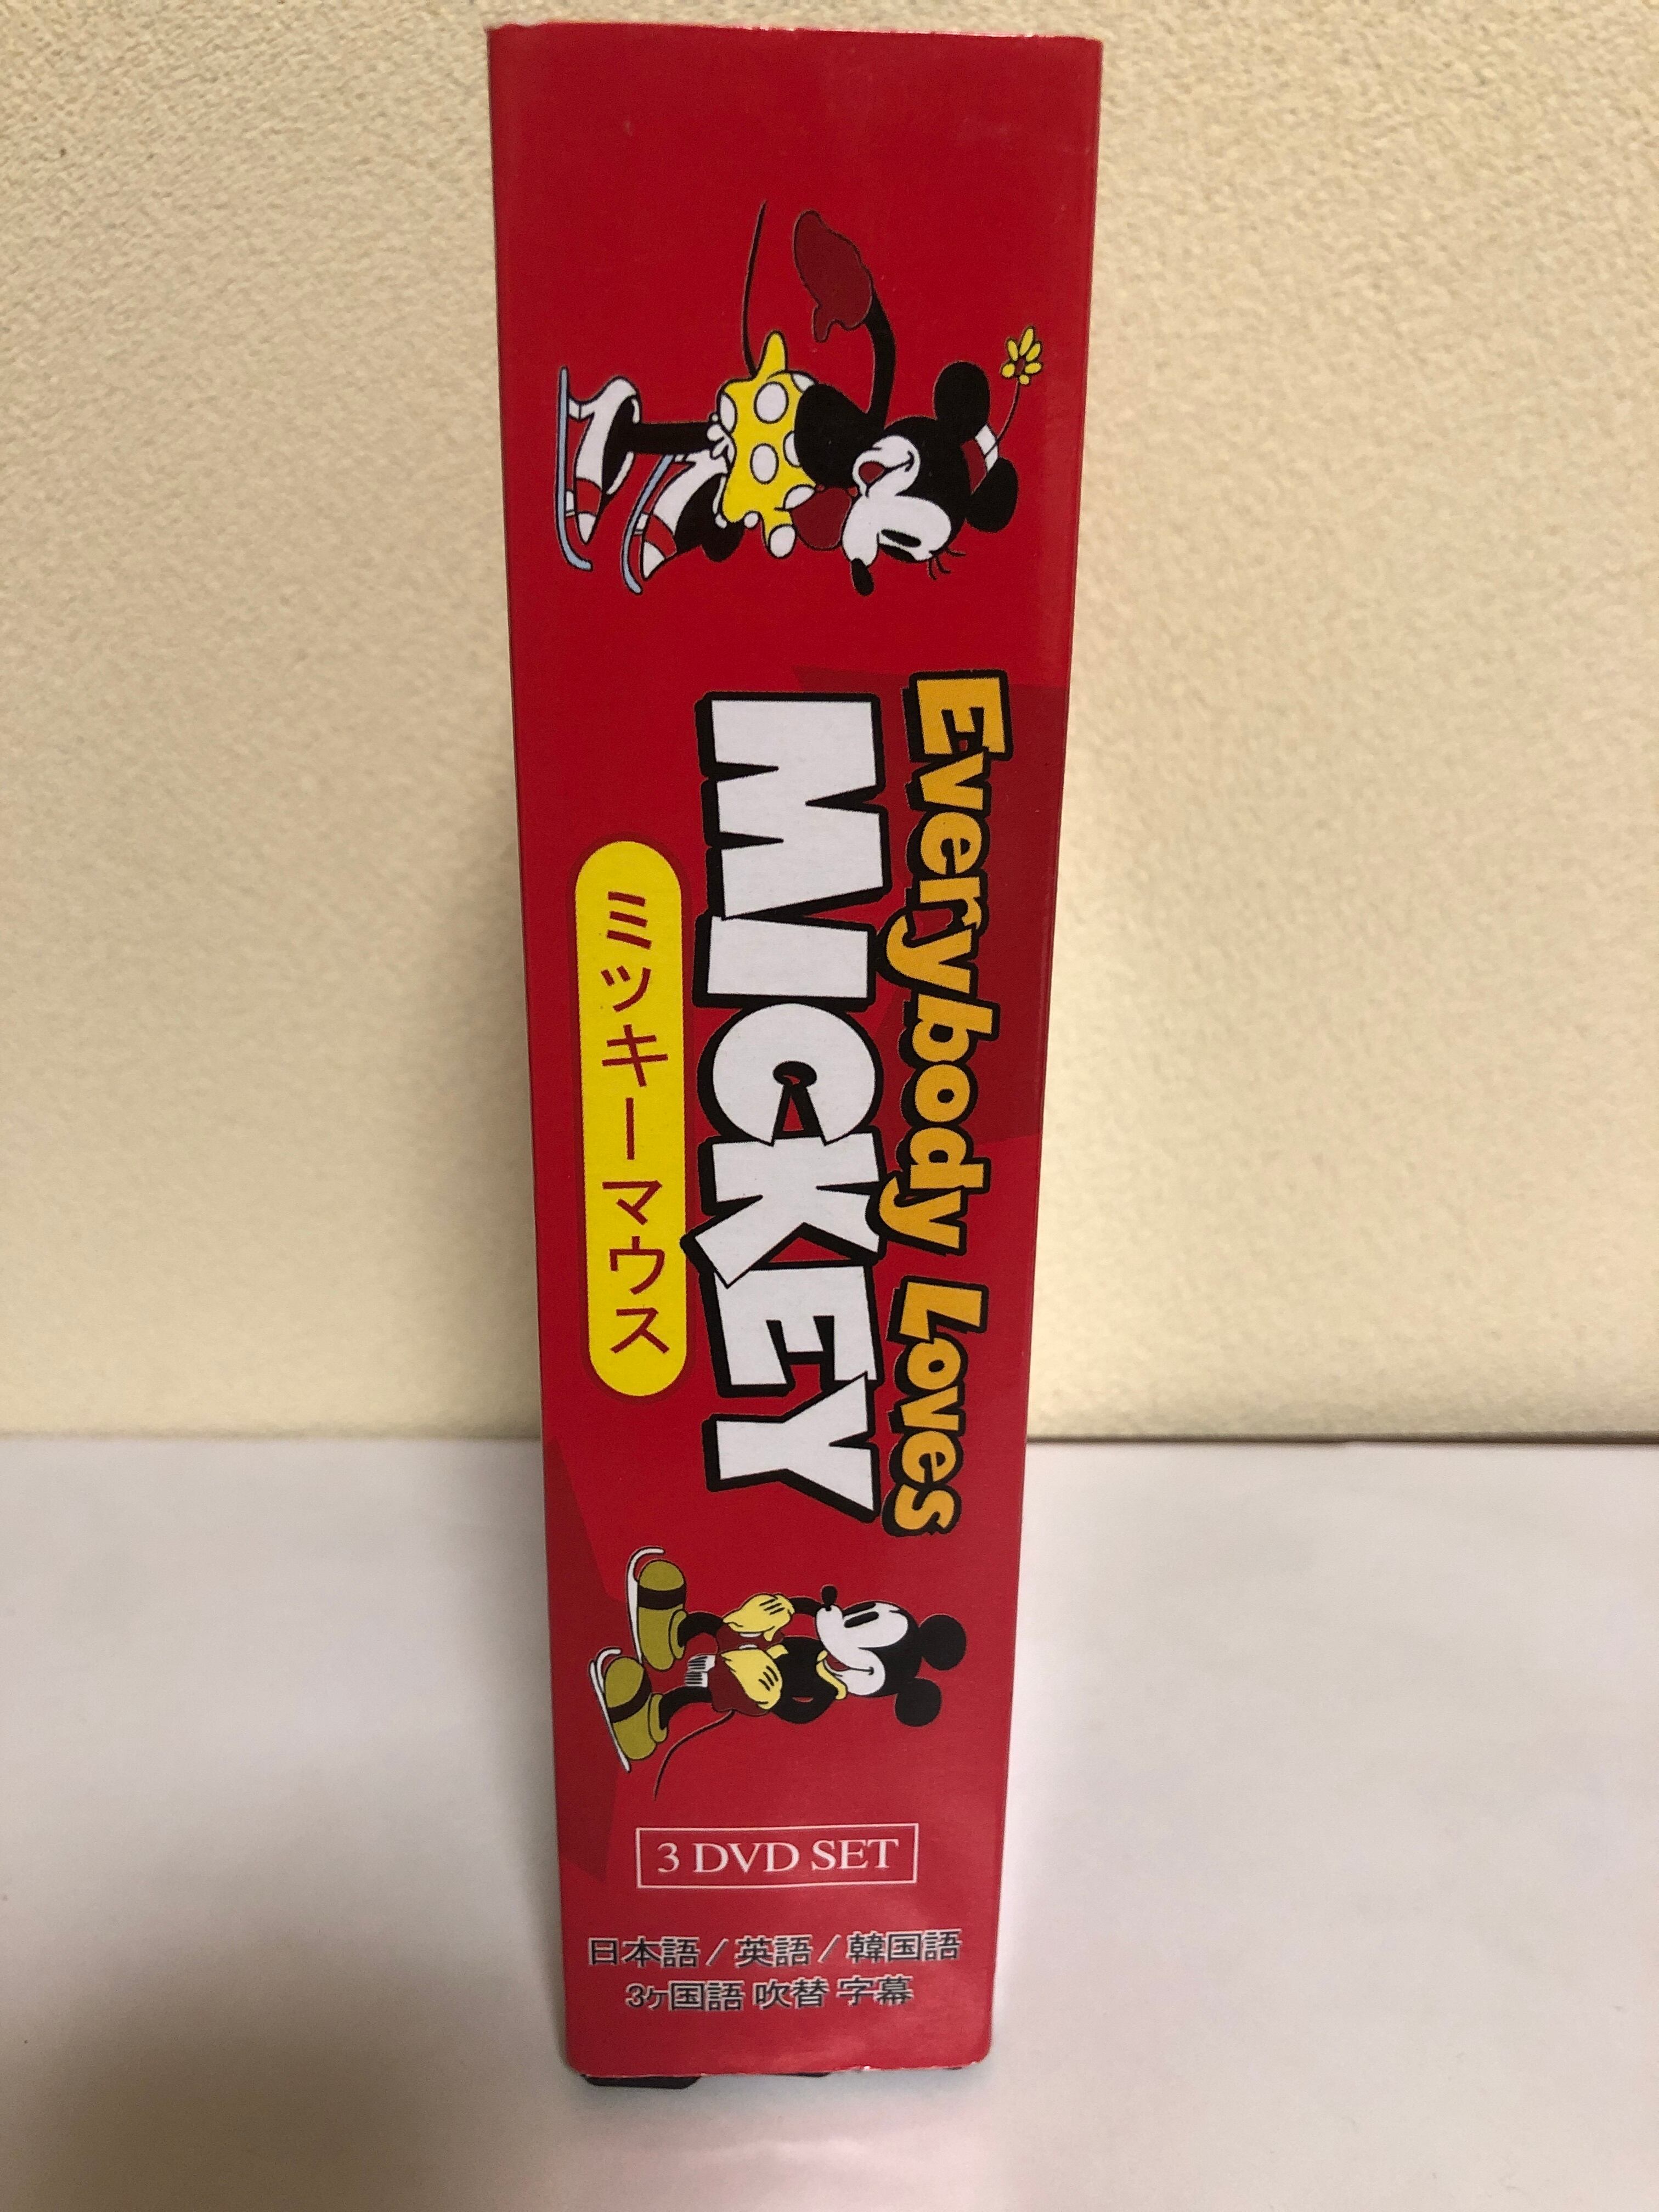 Everybody Loves
MICKEY
ミッキーマウス
3 DVD SET
日本語/英語/韓国語
3ケ国語 吹替 字幕